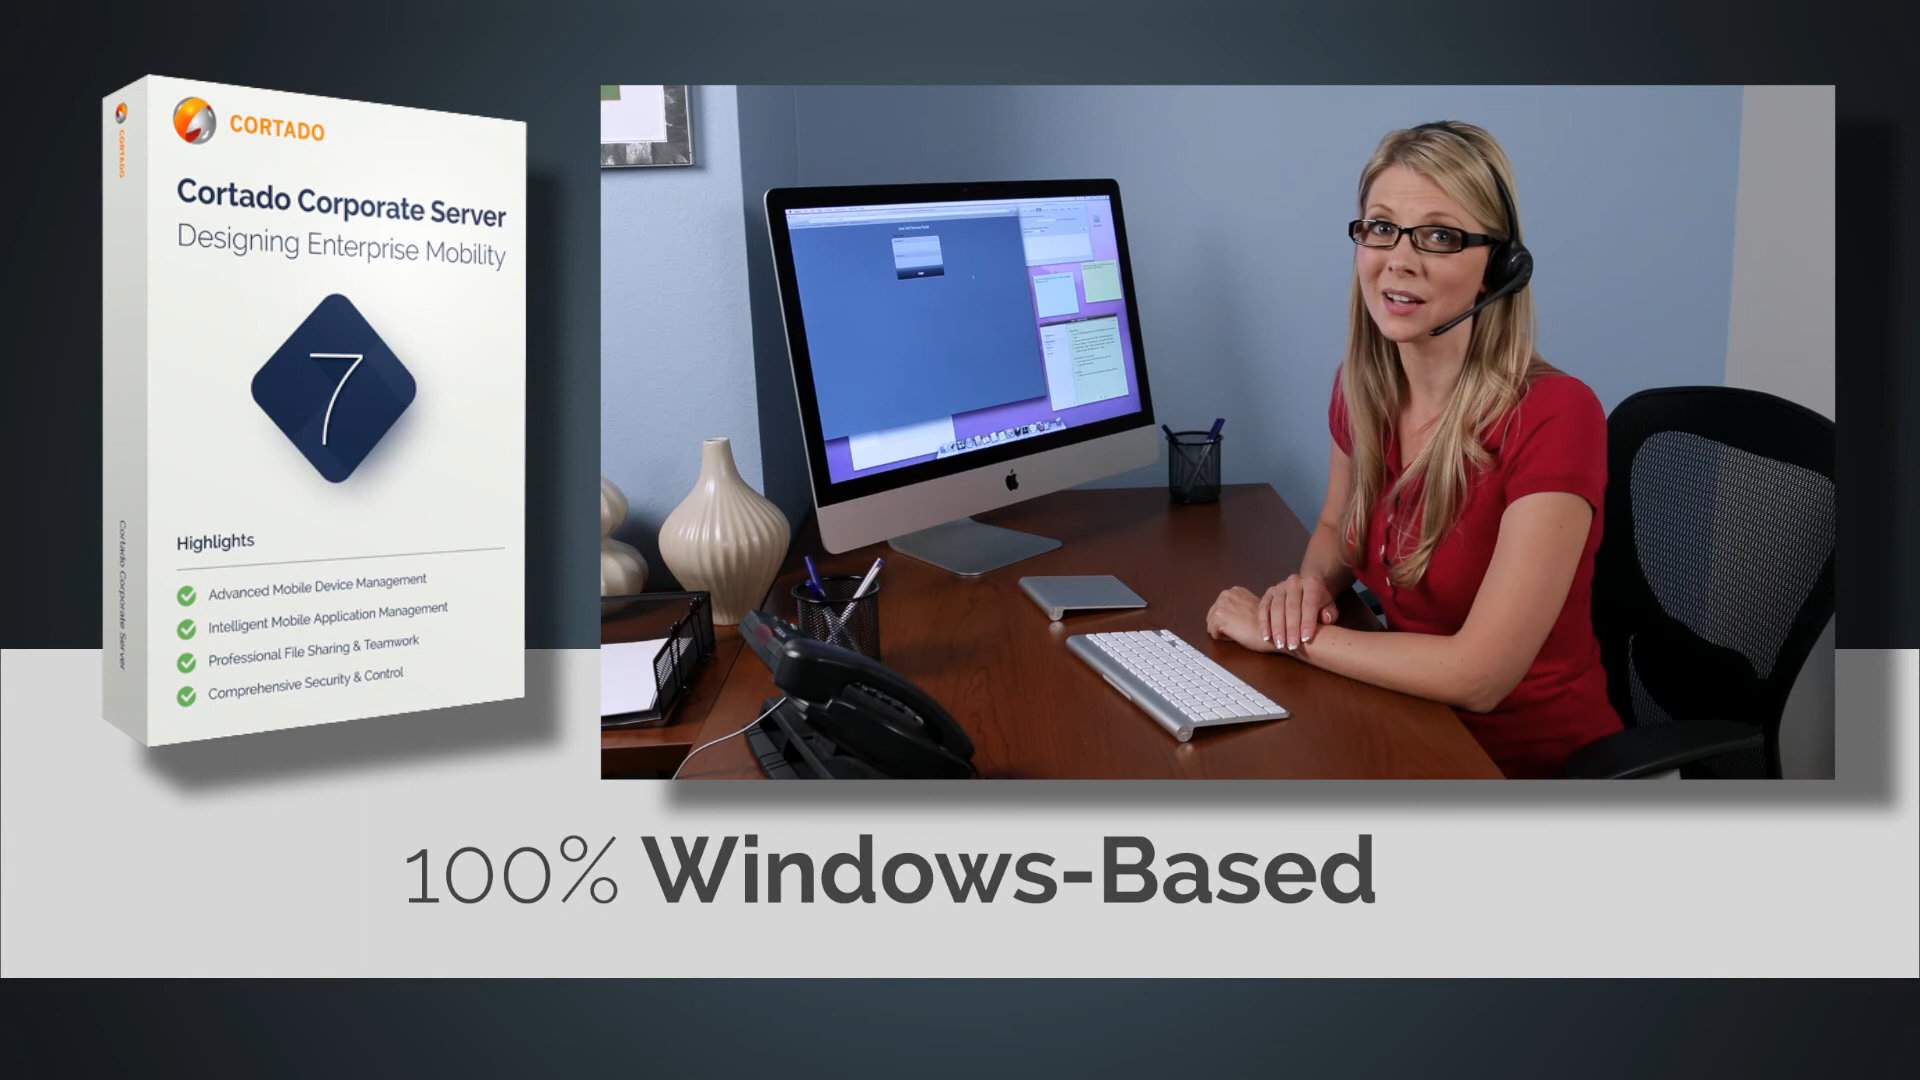 CORTADO
Cortado Corporate Server
Designing Enterprise Mobility
7
Highlights
Advanced Mobile Device Management
Intelligent Mobile Application Management
Professional File Sharing & Teamwork
Comprehensive Security & Control
CORTADO
Cortado Corporate Server
100% Windows-Based